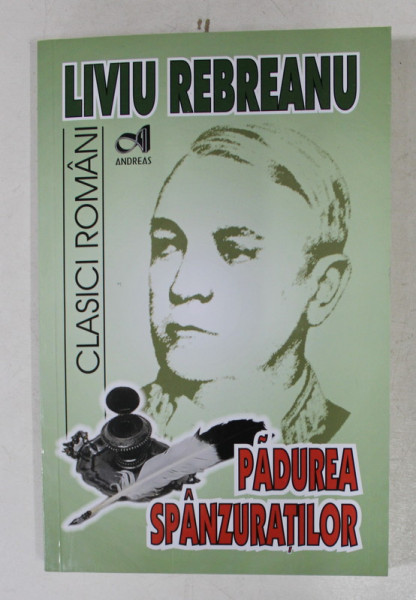 LIVIU REBREANU
ANDREAS
CLASICI ROMÂNI
PĂDUREA
SPÂNZURAȚILOR